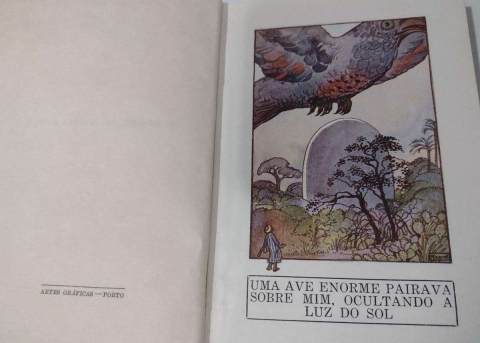 ARTES GRÁFICAS — PORTO
UMA AVE ENORME PAIRAVA
SOBRE MIM, OCULTANDO A
LUZ DO SOL